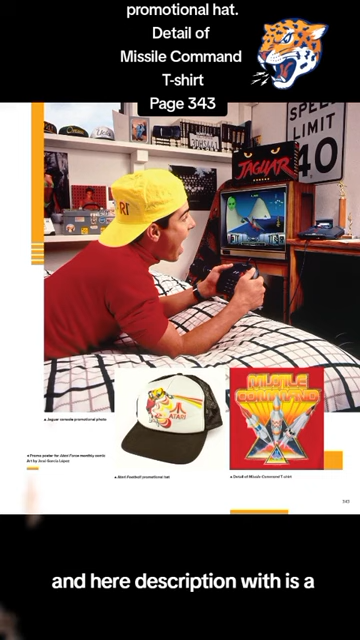 promotional hat.
Detail of
Missile Command
T-shirt
Page 343
SPEED
LIMIT
40
JAGUAR
ATARI
MISSILE
COMMAND
▲ Jaguar console promotional photo
▲ Promo poster for Atari Force monthly comic
Art by José García López
▲ Atari Football promotional hat
▲ Detail of Missile Command T-shirt
343
and here description with is a